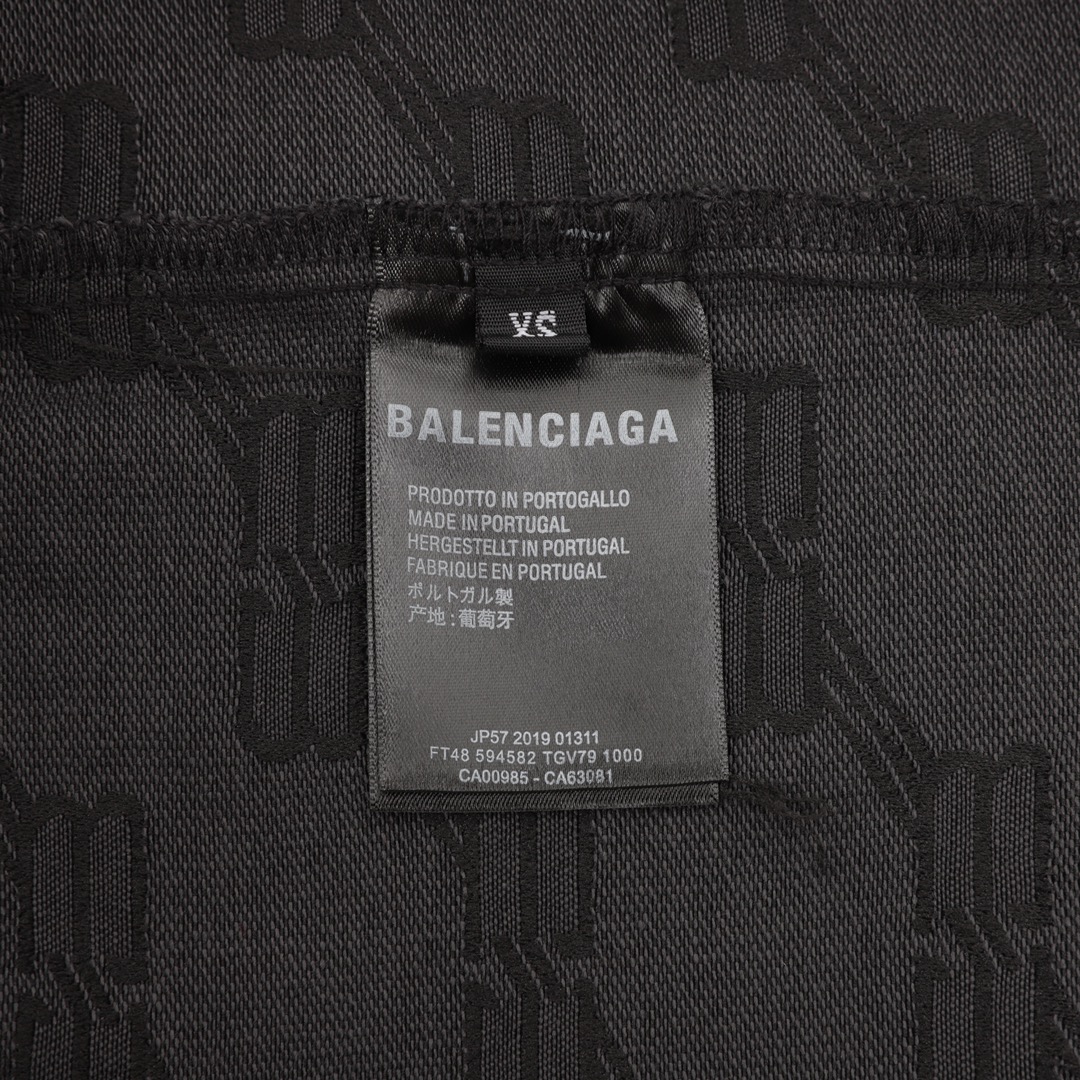 XS
BALENCIAGA
PRODOTTO IN PORTOGALLO
MADE IN PORTUGAL
HERGESTELLT IN PORTUGAL
FABRIQUE EN PORTUGAL
ポルトガル製
产地:葡萄牙
JP57 2019 01311
FT48 594582 TGV79 1000
CA00985 - CA63081